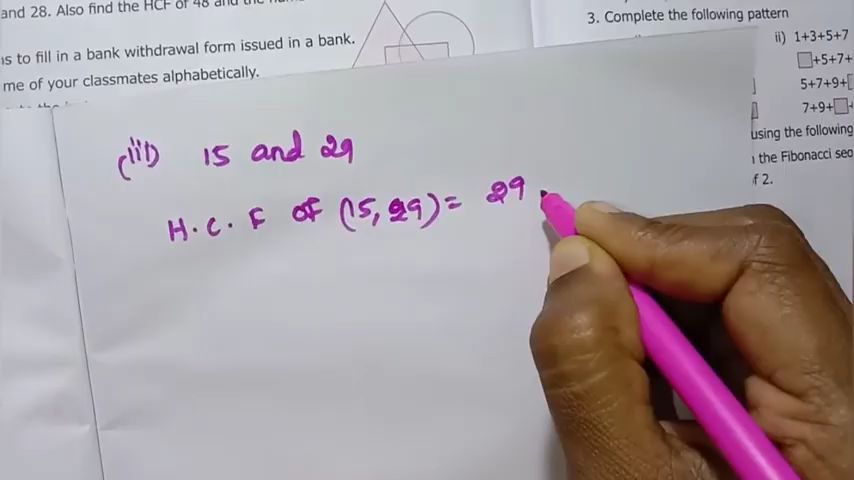 and 28. Also find the HCF of 48 and the
s to fill in a bank withdrawal form issued in a bank.
me of your classmates alphabetically.
3. Complete the following pattern
ii) 1+3+5+7
□+5+7+
5+7+9+
7+9+□+
using the following
the Fibonacci seq
of 2.
(iii) 15 and 29
H.C.F of (15, 29) = 29